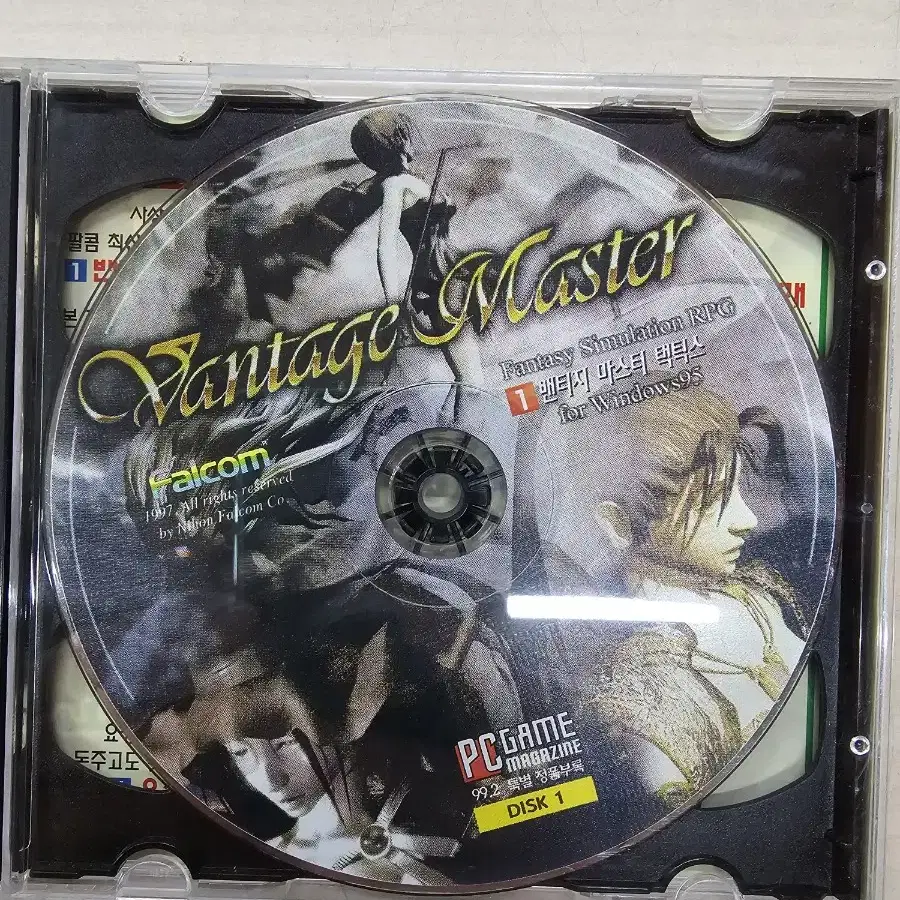 팔콤
1
Vantage Master
Fantasy Simulation RPG
1 밴티지 마스터 택틱스
for Windows95
Falcom
1997. All rights reserved
by Nihon Falcom Co.
PC GAME
MAGAZINE
99.2 특별 정품부록
DISK 1
독주고도